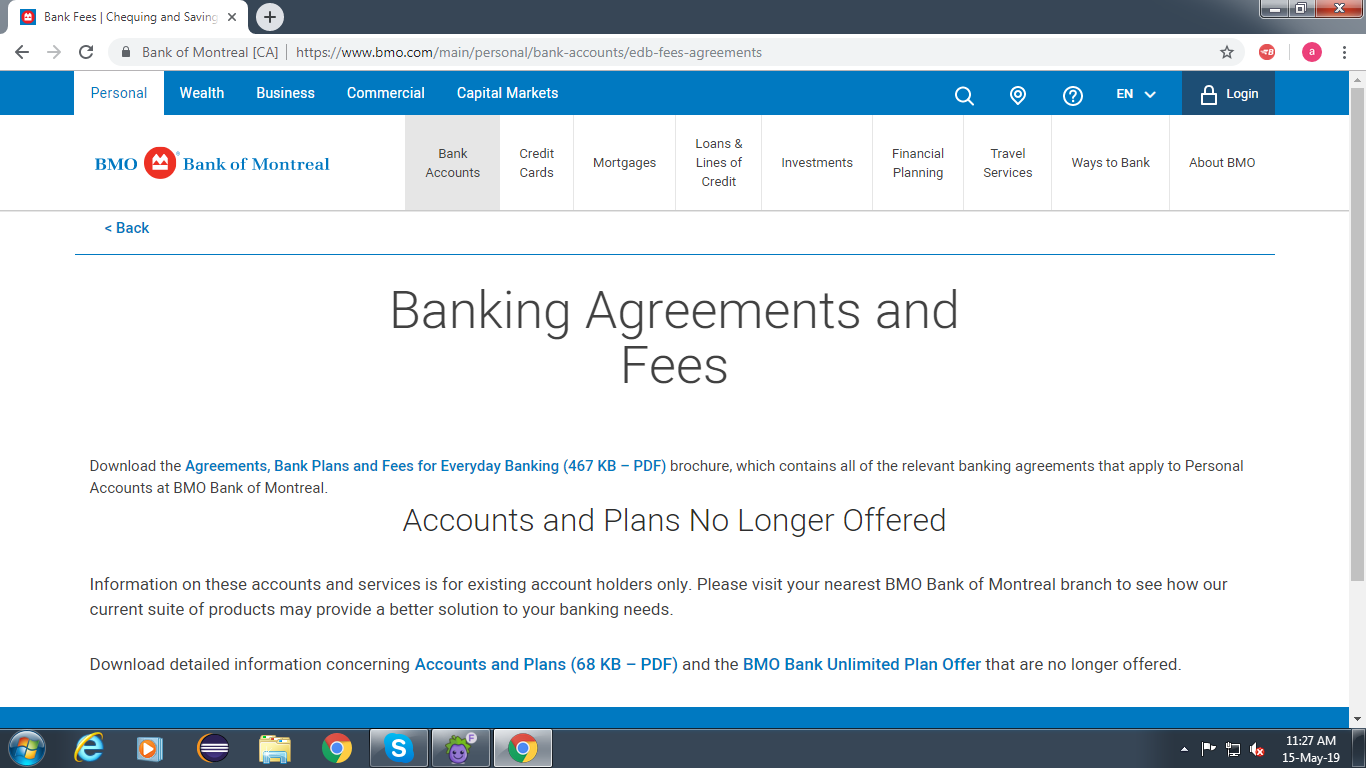 Bank Fees | Chequing and Saving
Bank of Montreal [CA] | https://www.bmo.com/main/personal/bank-accounts/edb-fees-agreements
a
Personal Wealth Business Commercial Capital Markets EN Login
BMO Bank of Montreal
Bank
Accounts
Credit
Cards
Mortgages
Loans &
Lines of
Credit
Investments
Financial
Planning
Travel
Services
Ways to Bank
About BMO
< Back
Banking Agreements and
Fees
Download the Agreements, Bank Plans and Fees for Everyday Banking (467 KB – PDF) brochure, which contains all of the relevant banking agreements that apply to Personal
Accounts at BMO Bank of Montreal.
Accounts and Plans No Longer Offered
Information on these accounts and services is for existing account holders only. Please visit your nearest BMO Bank of Montreal branch to see how our
current suite of products may provide a better solution to your banking needs.
Download detailed information concerning Accounts and Plans (68 KB – PDF) and the BMO Bank Unlimited Plan Offer that are no longer offered.
F
11:27 AM
15-May-19